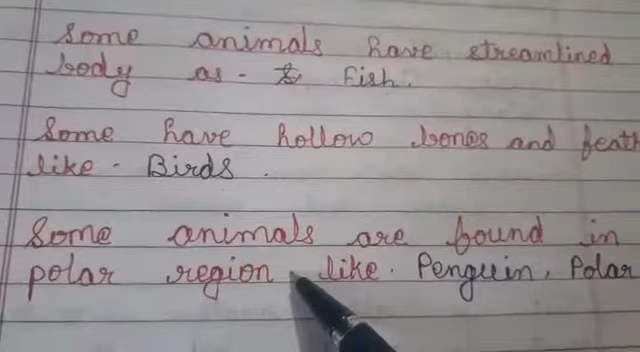 Some animals have streamlined
body as - Fish.
Some have hollow bones and feath
like - Birds.
Some animals are found in
polar region like. Penguin, Polar